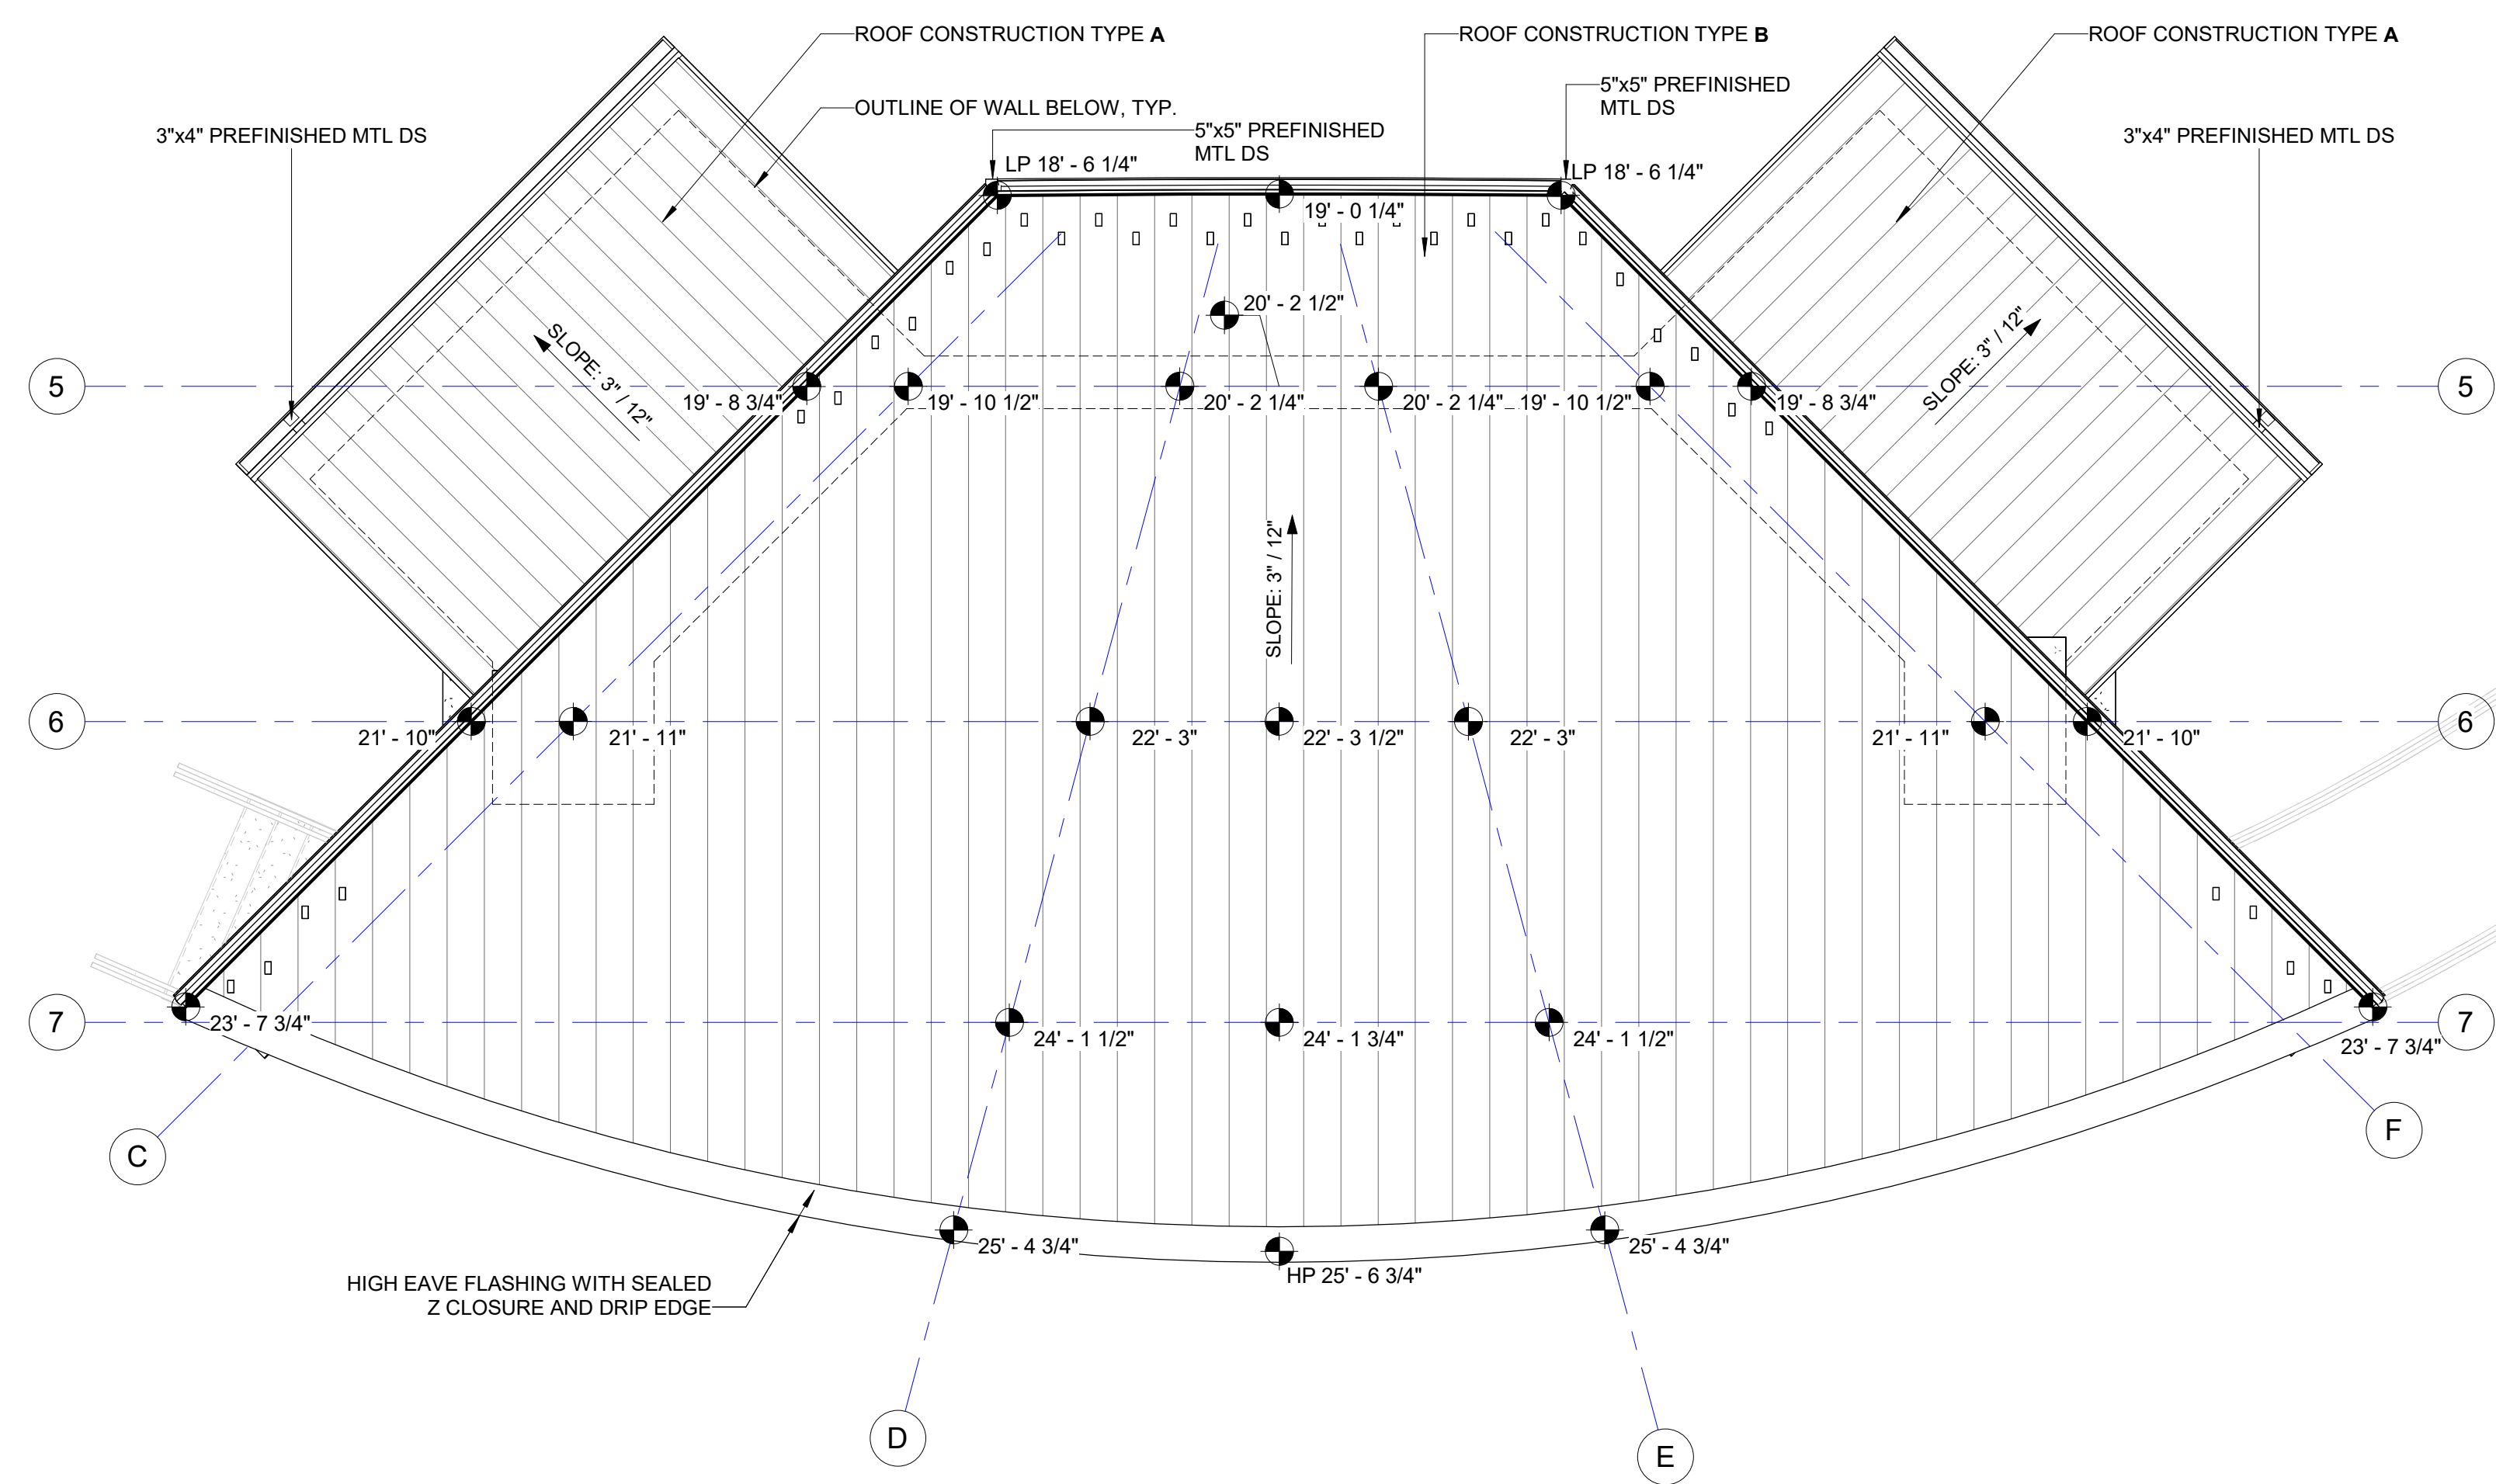 ROOF CONSTRUCTION TYPE A
ROOF CONSTRUCTION TYPE B
ROOF CONSTRUCTION TYPE A
5"x5" PREFINISHED
MTL DS
OUTLINE OF WALL BELOW, TYP.
3"x4" PREFINISHED MTL DS
5"x5" PREFINISHED
MTL DS
3"x4" PREFINISHED MTL DS
LP 18' - 6 1/4"
LP 18' - 6 1/4"
19' - 0 1/4"
20' - 2 1/2"
SLOPE: 3" / 12"
SLOPE: 3" / 12"
5
5
19' - 8 3/4"
19' - 10 1/2"
20' - 2 1/4"
20' - 2 1/4"
19' - 10 1/2"
19' - 8 3/4"
SLOPE: 3" / 12"
6
6
21' - 10"
21' - 11"
22' - 3"
22' - 3 1/2"
22' - 3"
21' - 11"
21' - 10"
7
7
23' - 7 3/4"
24' - 1 1/2"
24' - 1 3/4"
24' - 1 1/2"
23' - 7 3/4"
C
F
25' - 4 3/4"
25' - 4 3/4"
HP 25' - 6 3/4"
HIGH EAVE FLASHING WITH SEALED
Z CLOSURE AND DRIP EDGE
D
E